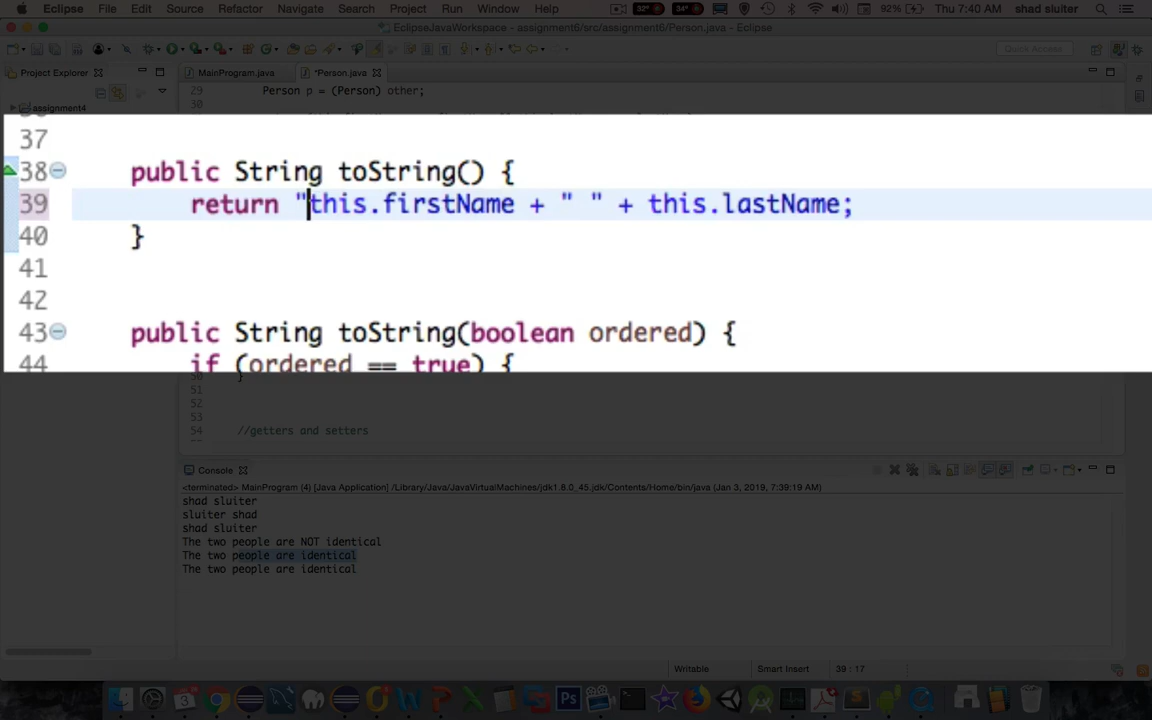 Eclipse File Edit Source Refactor Navigate Search Project Run Window Help 32° 34° 92% Thu 7:40 AM shad sluiter
EclipseJavaWorkspace - assignment6/src/assignment6/Person.java - Eclipse
Quick Access
Project Explorer MainProgram.java *Person.java
29 Person p = (Person) other;
30
assignment4
37
38 public String toString() {
39 return "this.firstName + " " + this.lastName;
40 }
41
42
43 public String toString(boolean ordered) {
44 if (ordered == true) {
50 }
51
52
53
54 //getters and setters
Console
<terminated> MainProgram (4) [Java Application] /Library/Java/JavaVirtualMachines/jdk1.8.0_45.jdk/Contents/Home/bin/java (Jan 3, 2019, 7:39:19 AM)
shad sluiter
sluiter shad
shad sluiter
The two people are NOT identical
The two people are identical
The two people are identical
Writable Smart Insert 39 : 17